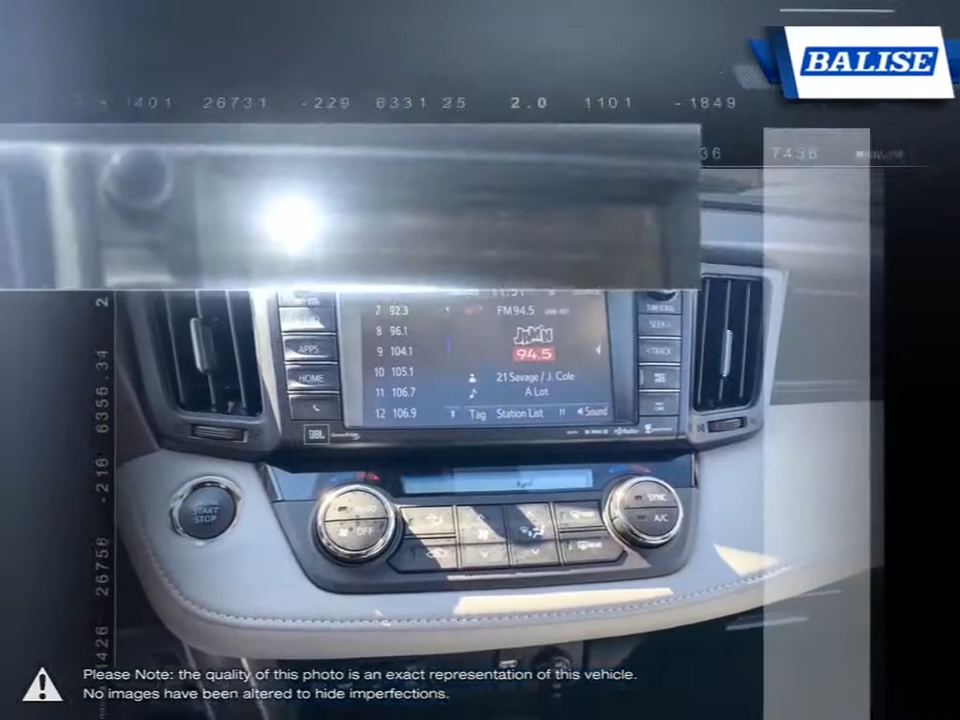 BALISE
1401 26731 -229 6331 25 2.0 1101 -1849
36 7456
2
6356.34
-216
26758
1426
7 92.3
FM 94.5
8 96.1
JAM'N
94.5
9 104.1
10 105.1
21 Savage / J. Cole
11 106.7
A Lot
12 106.9
Tag Station List Sound
APPS
HOME
SEEK>
<TRACK
JBL
START
STOP
AUTO
OFF
SYNC
A/C
Please Note: the quality of this photo is an exact representation of this vehicle.
No images have been altered to hide imperfections.